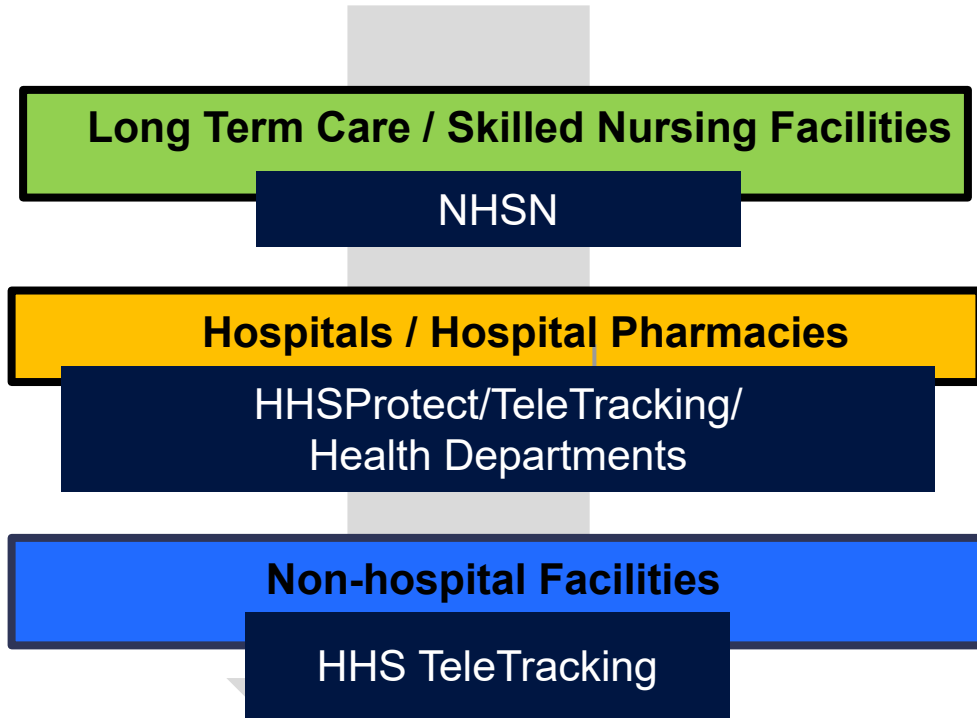 Long Term Care / Skilled Nursing Facilities
NHSN
Hospitals / Hospital Pharmacies
HHSProtect/TeleTracking/
Health Departments
Non-hospital Facilities
HHS TeleTracking